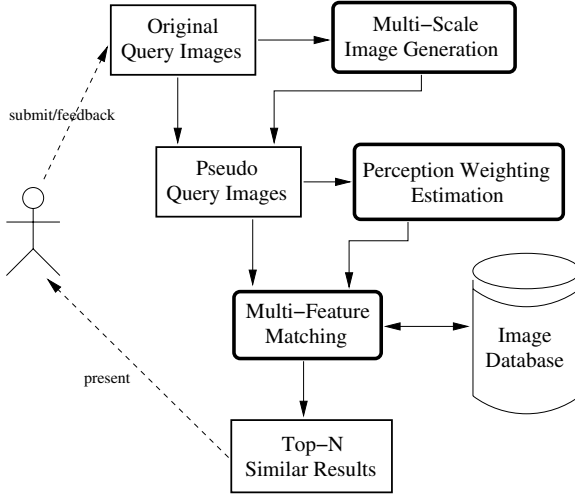 Original
Query Images
Multi−Scale
Image Generation
submit/feedback
Pseudo
Query Images
Perception Weighting
Estimation
Multi−Feature
Matching
Image
Database
present
Top−N
Similar Results